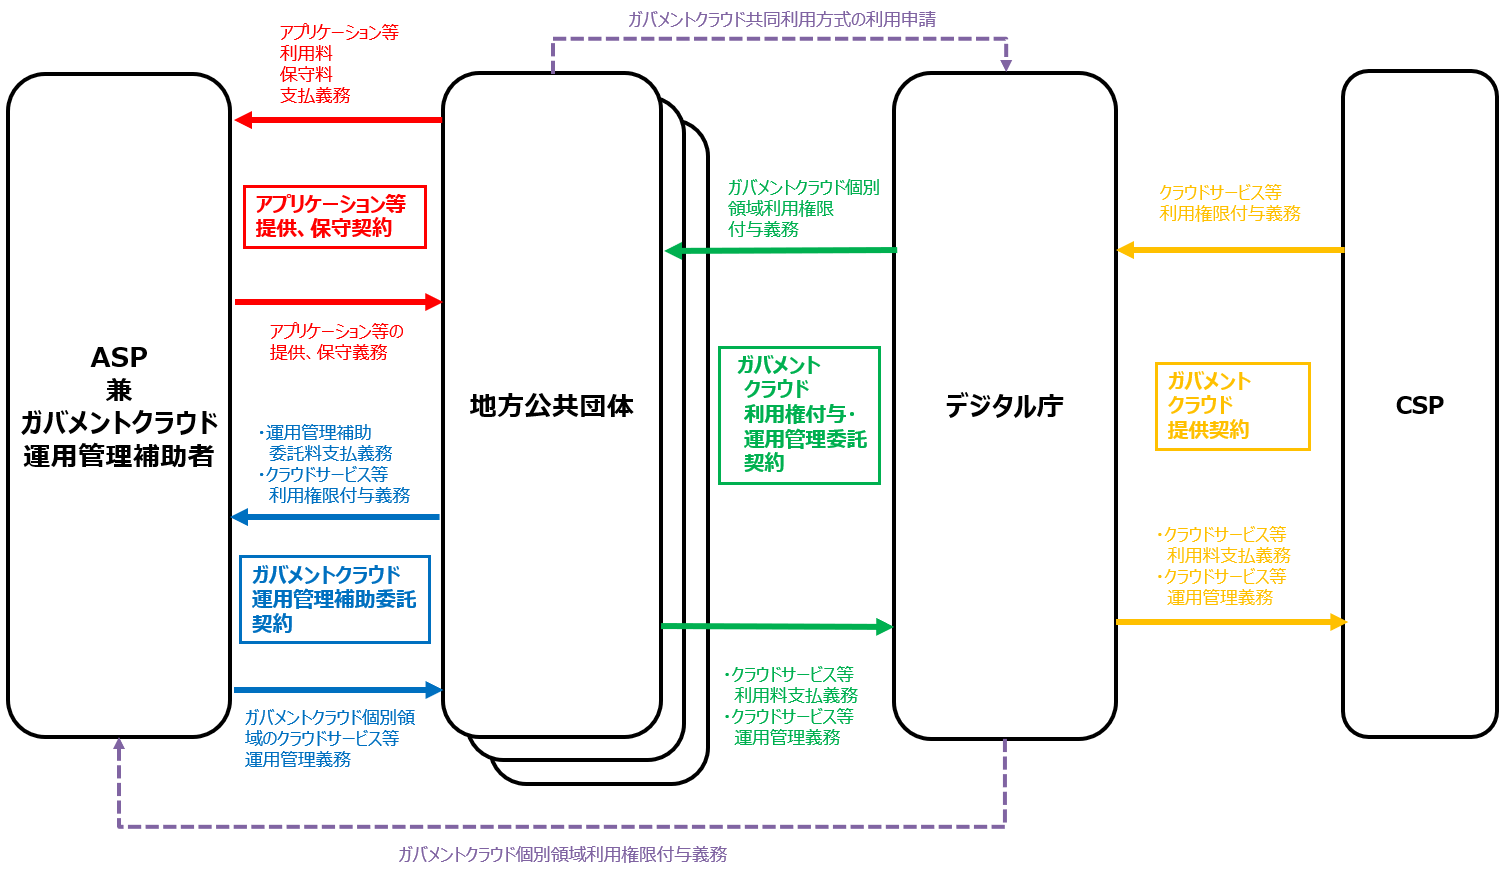 ガバメントクラウド共同利用方式の利用申請
アプリケーション等
利用料
保守料
支払義務
アプリケーション等
提供、保守契約
アプリケーション等の
提供、保守義務
ASP
兼
ガバメントクラウド
運用管理補助者
・運用管理補助
委託料支払義務
・クラウドサービス等
利用権限付与義務
ガバメントクラウド
運用管理補助委託
契約
ガバメントクラウド個別領
域のクラウドサービス等
運用管理義務
地方公共団体
ガバメントクラウド個別
領域利用権限
付与義務
ガバメント
クラウド
利用権付与・
運用管理委託
契約
・クラウドサービス等
利用料支払義務
・クラウドサービス等
運用管理義務
デジタル庁
クラウドサービス等
利用権限付与義務
ガバメント
クラウド
提供契約
・クラウドサービス等
利用料支払義務
・クラウドサービス等
運用管理義務
CSP
ガバメントクラウド個別領域利用権限付与義務